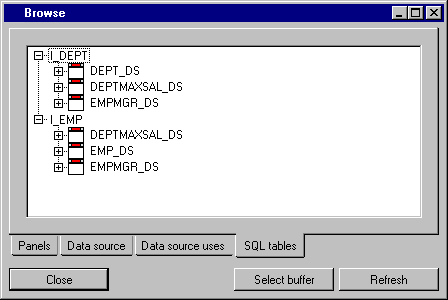 Browse
I_DEPT
DEPT_DS
DEPTMAXSAL_DS
EMPMGR_DS
I_EMP
DEPTMAXSAL_DS
EMP_DS
EMPMGR_DS
Panels Data source Data source uses SQL tables
Close Select buffer Refresh